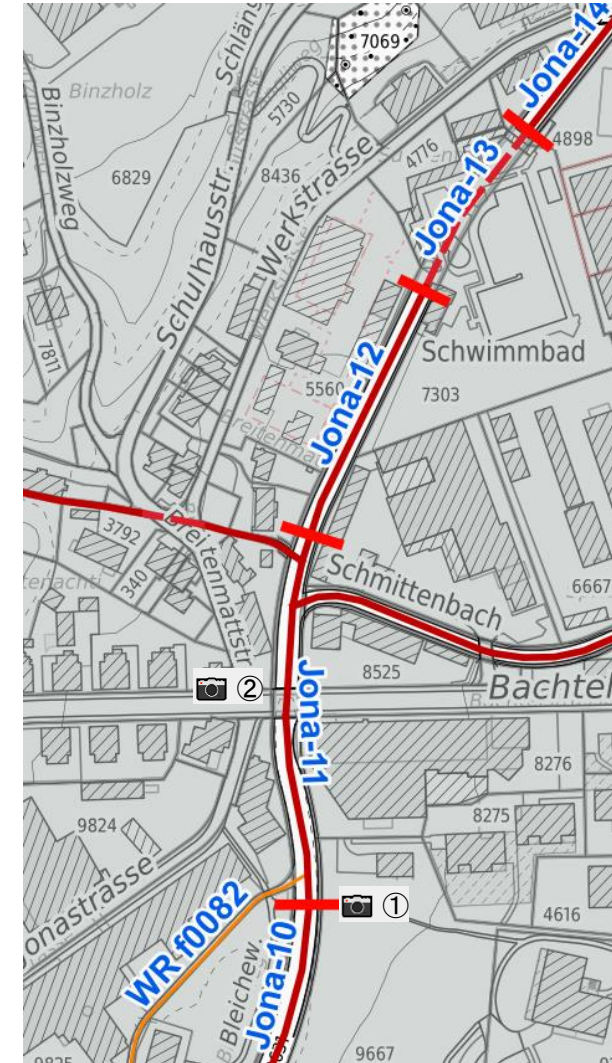 Jona-14
7069
Schläng
Binzholz
Binzholzweg
5730
4898
4776
Jona-13
6829
8436
Werkstrasse
Schulhausstr.
7811
Schwimmbad
Jona-12
5560
7303
Breitenmattstr.
3792
340
Schmittenbach
6667
8525
②
Jona-11
Bachtel
8276
9824
8275
Jonastrasse
①
4616
WR f0082
Bleichew.
Jona-10
9667
9825